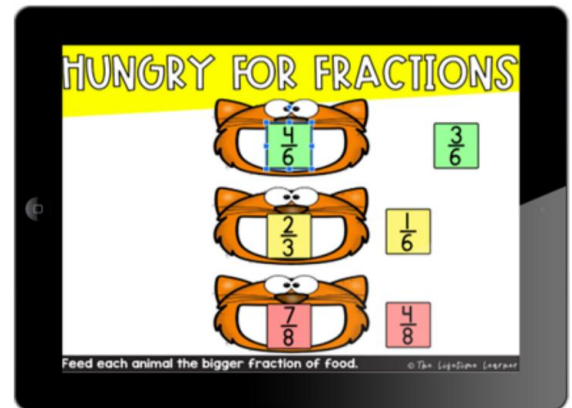 HUNGRY FOR FRACTIONS
4/6 3/6
2/3 1/6
7/8 4/8
Feed each animal the bigger fraction of food.
© The Lifetime Learner